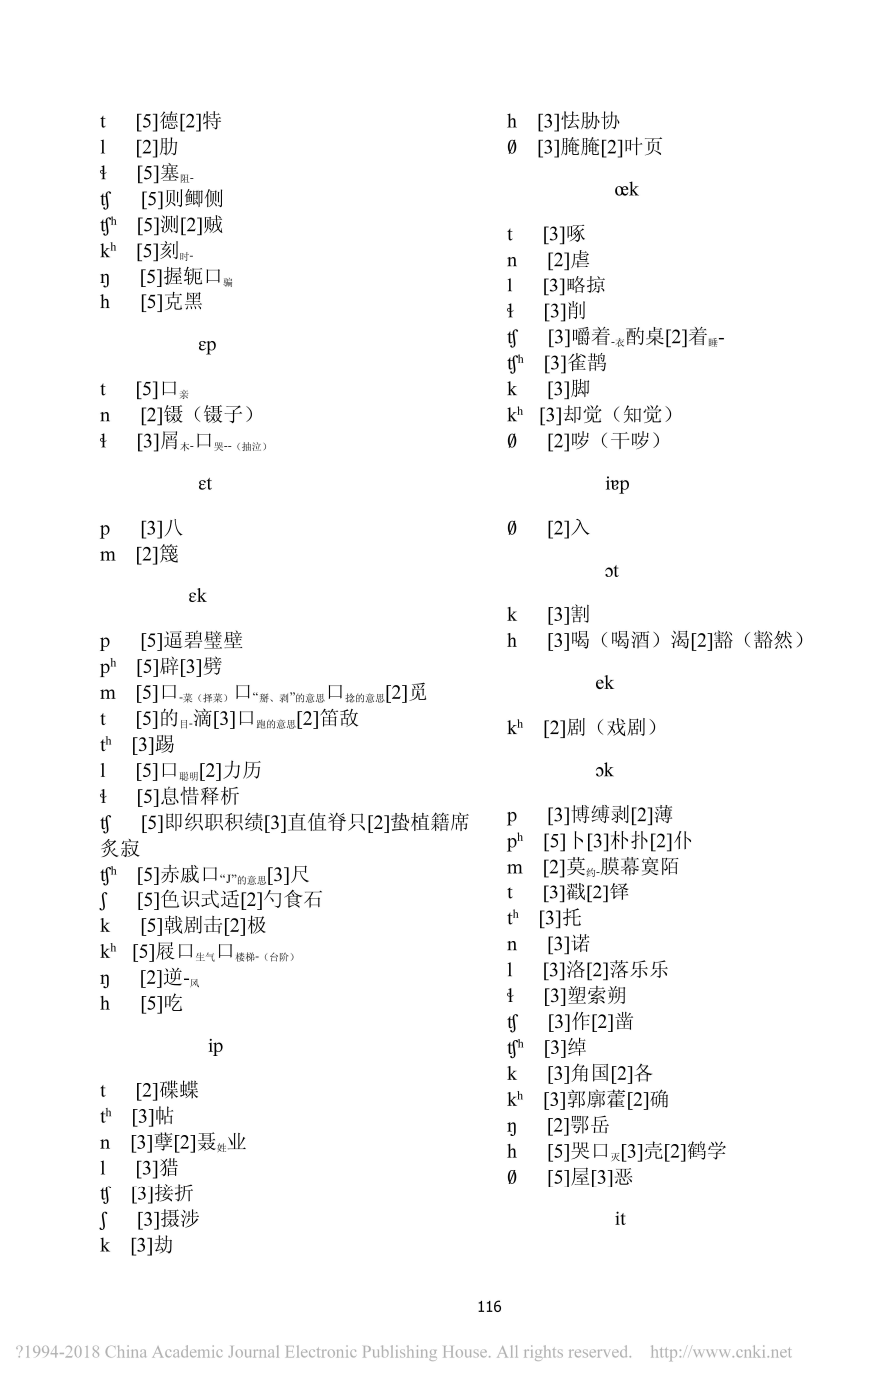 t [5]德[2]特
l [2]肋
ɬ [5]塞阻-
ʧ [5]则鲫侧
ʧʰ [5]测[2]贼
kʰ [5]刻时-
ŋ [5]握轭口骗
h [5]克黑
ɛp
t [5]口亲
n [2]镊（镊子）
ɬ [3]屑木-口哭--（抽泣）
ɛt
p [3]八
m [2]篾
ɛk
p [5]逼碧璧壁
pʰ [5]辟[3]劈
m [5]口-菜（择菜）口“掰、剥”的意思口捻的意思[2]觅
t [5]的目-滴[3]口跑的意思[2]笛敌
tʰ [3]踢
l [5]口聪明[2]力历
ɬ [5]息惜释析
ʧ [5]即织职积绩[3]直值脊只[2]蛰植籍席
炙寂
ʧʰ [5]赤戚口“J”的意思[3]尺
ʃ [5]色识式适[2]勺食石
k [5]戟剧击[2]极
kʰ [5]屐口生气口楼梯-（台阶）
ŋ [2]逆-风
h [5]吃
ip
t [2]碟蝶
tʰ [3]帖
n [3]孽[2]聂姓业
l [3]猎
ʧ [3]接折
ʃ [3]摄涉
k [3]劫
h [3]怯胁协
Ø [3]腌腌[2]叶页
œk
t [3]啄
n [2]虐
l [3]略掠
ɬ [3]削
ʧ [3]嚼着-衣酌桌[2]着睡-
ʧʰ [3]雀鹊
k [3]脚
kʰ [3]却觉（知觉）
Ø [2]哕（干哕）
iɐp
Ø [2]入
ɔt
k [3]割
h [3]喝（喝酒）渴[2]豁（豁然）
ek
kʰ [2]剧（戏剧）
ɔk
p [3]博缚剥[2]薄
pʰ [5]卜[3]朴扑[2]仆
m [2]莫约-膜幕寞陌
t [3]戳[2]铎
tʰ [3]托
n [3]诺
l [3]洛[2]落乐乐
ɬ [3]塑索朔
ʧ [3]作[2]凿
ʧʰ [3]绰
k [3]角国[2]各
kʰ [3]郭廓藿[2]确
ŋ [2]鄂岳
h [5]哭口灭[3]壳[2]鹤学
Ø [5]屋[3]恶
it
116
?1994-2018 China Academic Journal Electronic Publishing House. All rights reserved. http://www.cnki.net